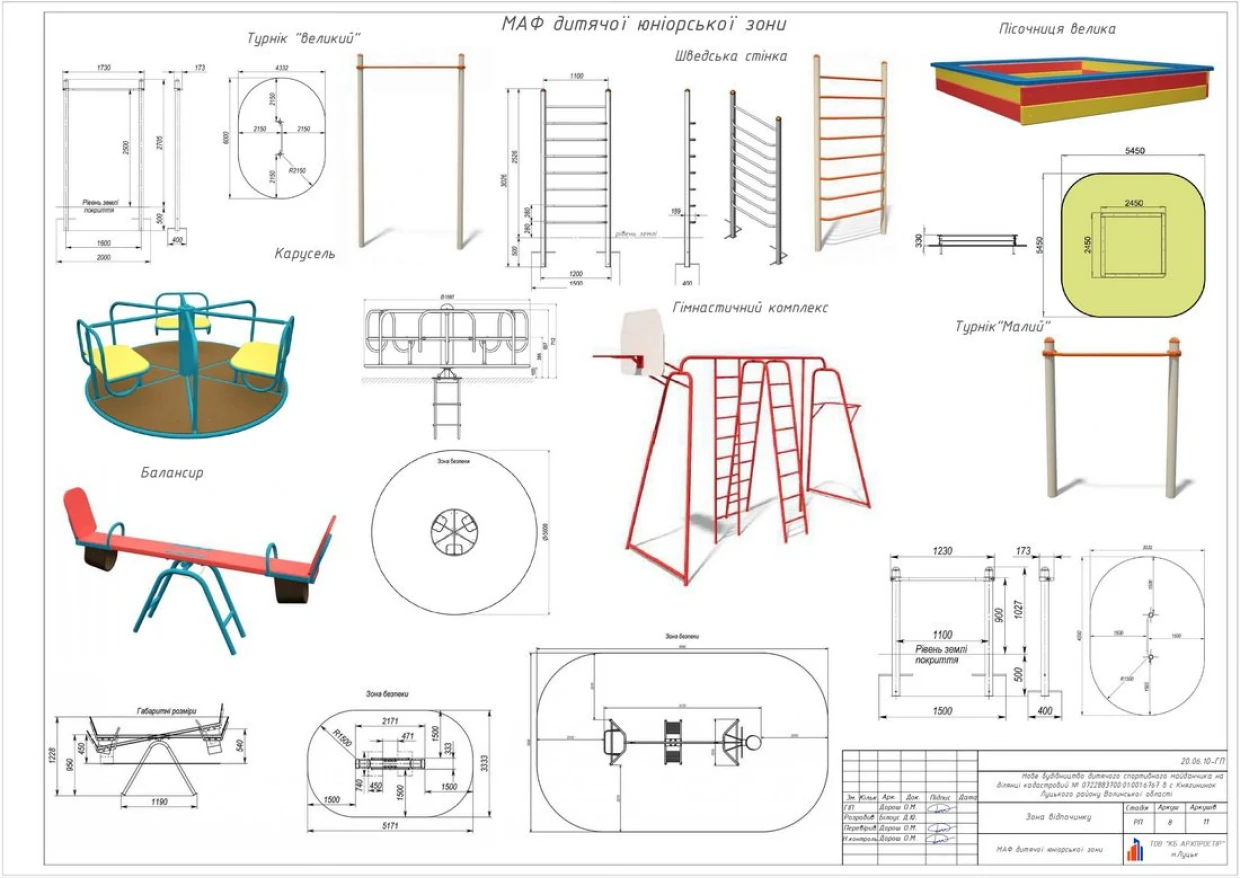 МАФ дитячої юніорської зони
Турнік "великий"
1730
173
2705
2500
500
Рівень землі
покриття
1600
2000
400
4332
6000
2150
2150
2150
2150
R2150
Шведська стінка
1100
3026
2526
280
280
500
1200
1500
рівень землі
189
400
Пісочниця велика
330
5450
5450
2450
2450
Карусель
Зона безпеки
Гімнастичний комплекс
Турнік"Малий"
1230
173
900
1027
1100
Рівень землі
покриття
500
1500
400
R1500
1500
Балансир
Габаритні розміри
1228
950
450
540
1190
Зона безпеки
2171
471
R1500
1500
333
3333
740
450
1500
1500
1500
5171
Зона безпеки
20.06.10-ГП
Нове будівництво дитячого спортивного майданчика на
ділянці кадастровий № 0722883700:01:001:6767 в с. Княгининок
Луцького району Волинської області
Зм. Кільк Арк. Док. Підпис Дата
ГІП Дорош О.М.
Розробив Білоус Д.Ю.
Перевірив Дорош О.М.
Н.контроль Дорош О.М.
Зона відпочинку
Стадія Аркуш Аркушів
РП 8 11
МАФ дитячої юніорської зони
ТОВ "КБ АРХПРОСТІР"
м.Луцьк